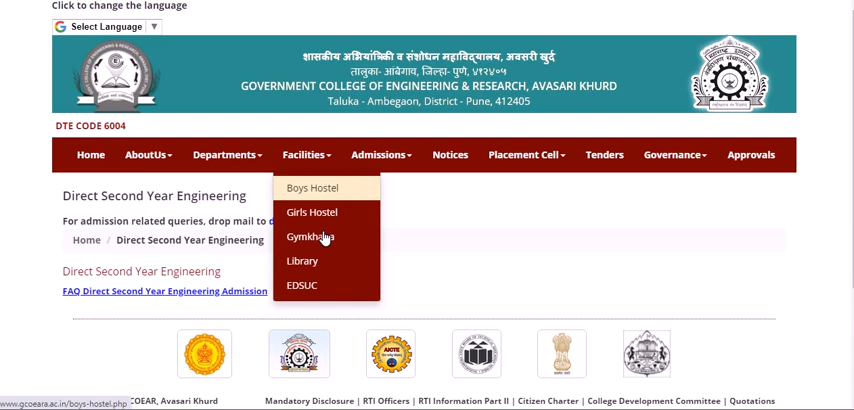 Click to change the language
Select Language ▼
शासकीय अभियांत्रिकी व संशोधन महाविद्यालय, अवसरी खुर्द
तालुका- आंबेगाव, जिल्हा- पुणे, ४१२४०५
GOVERNMENT COLLEGE OF ENGINEERING & RESEARCH, AVASARI KHURD
Taluka - Ambegaon, District - Pune, 412405
DTE CODE 6004
Home AboutUs Departments Facilities Admissions Notices Placement Cell Tenders Governance Approvals
Boys Hostel
Girls Hostel
Gymkhana
Library
EDSUC
Direct Second Year Engineering
For admission related queries, drop mail to
Home / Direct Second Year Engineering
Direct Second Year Engineering
FAQ Direct Second Year Engineering Admission
AICTE
www.gcoeara.ac.in/boys-hostel.php
COEAR, Avasari Khurd
Mandatory Disclosure | RTI Officers | RTI Information Part II | Citizen Charter | College Development Committee | Quotations